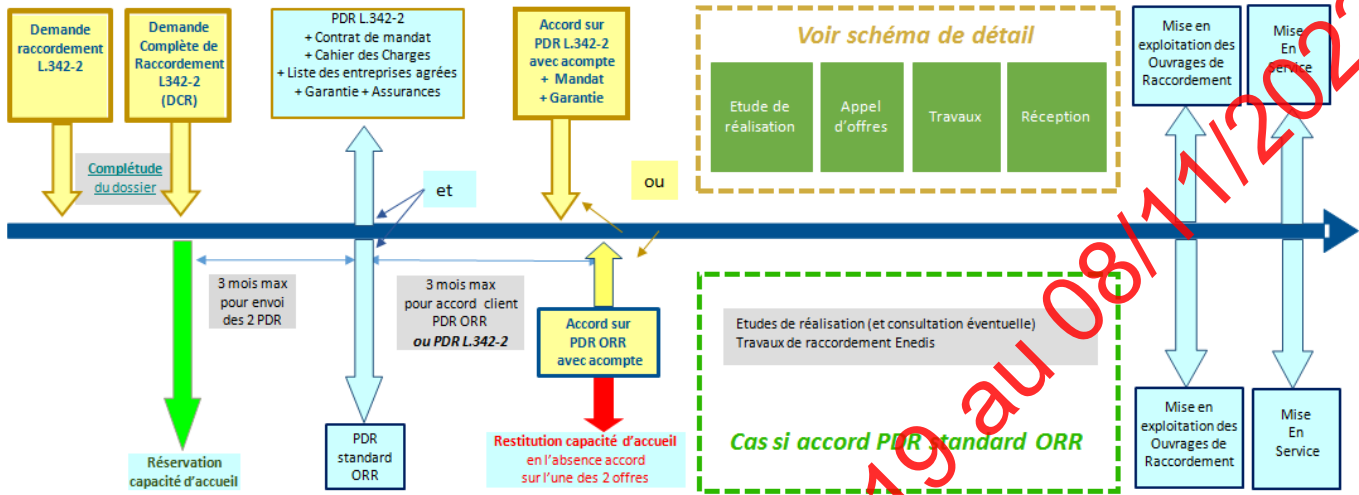 Demande
raccordement
L.342-2
Demande
Complète de
Raccordement
L342-2
(DCR)
Complétude
du dossier
PDR L.342-2
+ Contrat de mandat
+ Cahier des Charges
+ Liste des entreprises agrées
+ Garantie + Assurances
et
Accord sur
PDR L.342-2
avec acompte
+ Mandat
+ Garantie
ou
Voir schéma de détail
Etude de
réalisation
Appel
d'offres
Travaux
Réception
Mise en
exploitation des
Ouvrages de
Raccordement
Mise
En
Service
3 mois max
pour envoi
des 2 PDR
3 mois max
pour accord client
PDR ORR
ou PDR L.342-2
Accord sur
PDR ORR
avec acompte
Etudes de réalisation (et consultation éventuelle)
Travaux de raccordement Enedis
Cas si accord PDR standard ORR
Réservation
capacité d'accueil
PDR
standard
ORR
Restitution capacité d'accueil
en l'absence accord
sur l'une des 2 offres
Mise en
exploitation des
Ouvrages de
Raccordement
Mise
En
Service
19 au 08/11/202